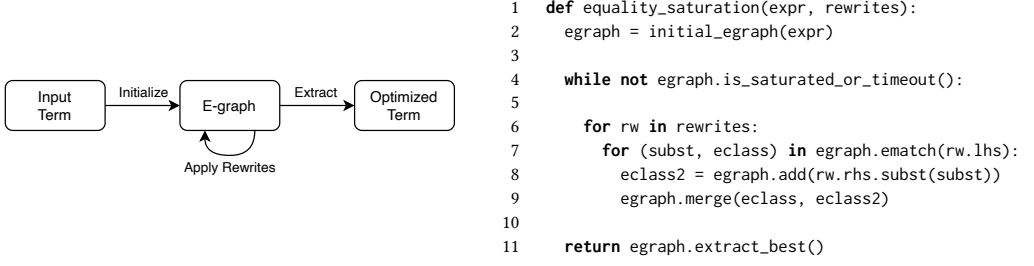 Input
Term
Initialize
E-graph
Extract
Optimized
Term
Apply Rewrites
1 def equality_saturation(expr, rewrites):
2   egraph = initial_egraph(expr)
3
4   while not egraph.is_saturated_or_timeout():
5
6     for rw in rewrites:
7       for (subst, eclass) in egraph.ematch(rw.lhs):
8         eclass2 = egraph.add(rw.rhs.subst(subst))
9         egraph.merge(eclass, eclass2)
10
11   return egraph.extract_best()